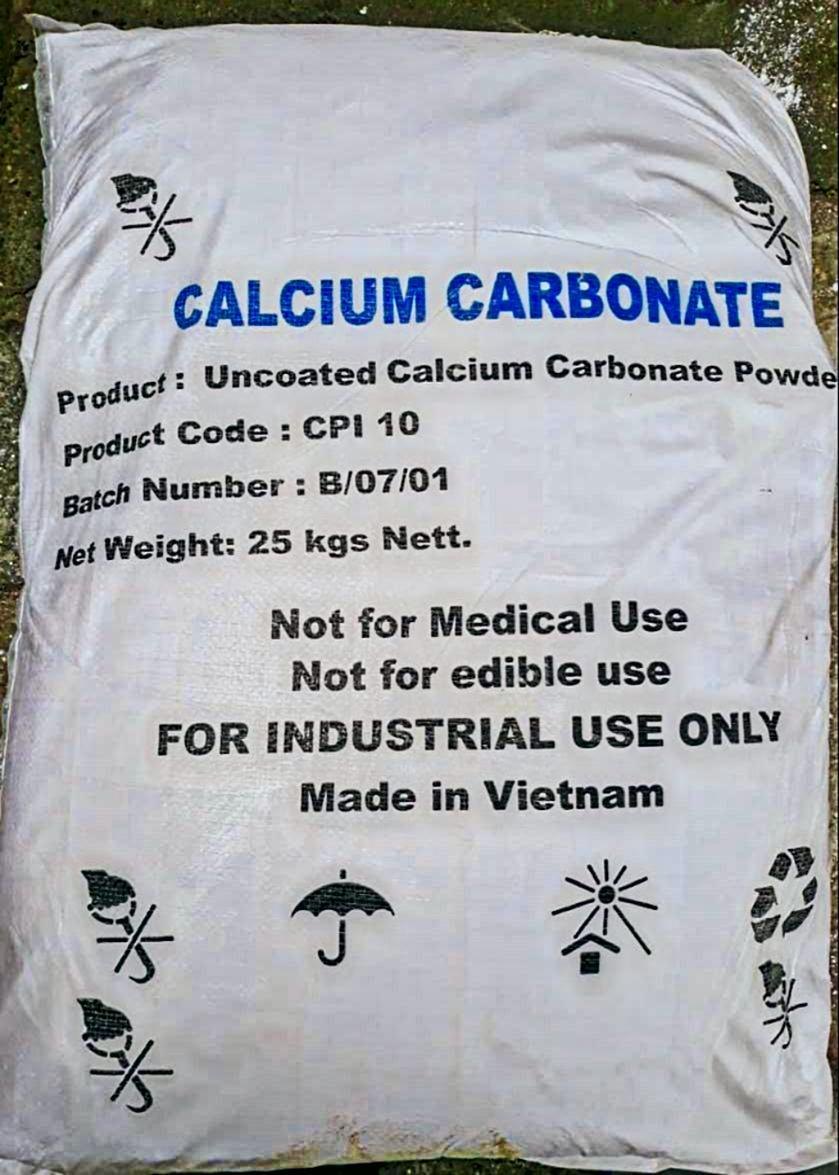 CALCIUM CARBONATE
Product : Uncoated Calcium Carbonate Powde
Product Code : CPI 10
Batch Number : B/07/01
Net Weight: 25 kgs Nett.
Not for Medical Use
Not for edible use
FOR INDUSTRIAL USE ONLY
Made in Vietnam